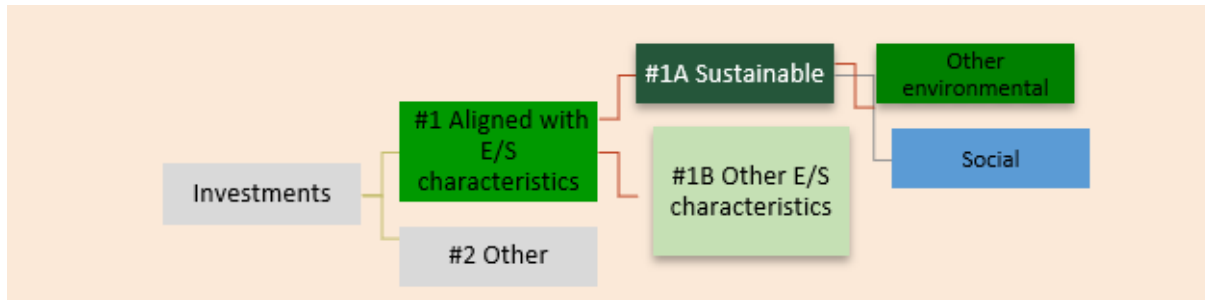 Investments
#1 Aligned with
E/S
characteristics
#2 Other
#1A Sustainable
#1B Other E/S
characteristics
Other
environmental
Social